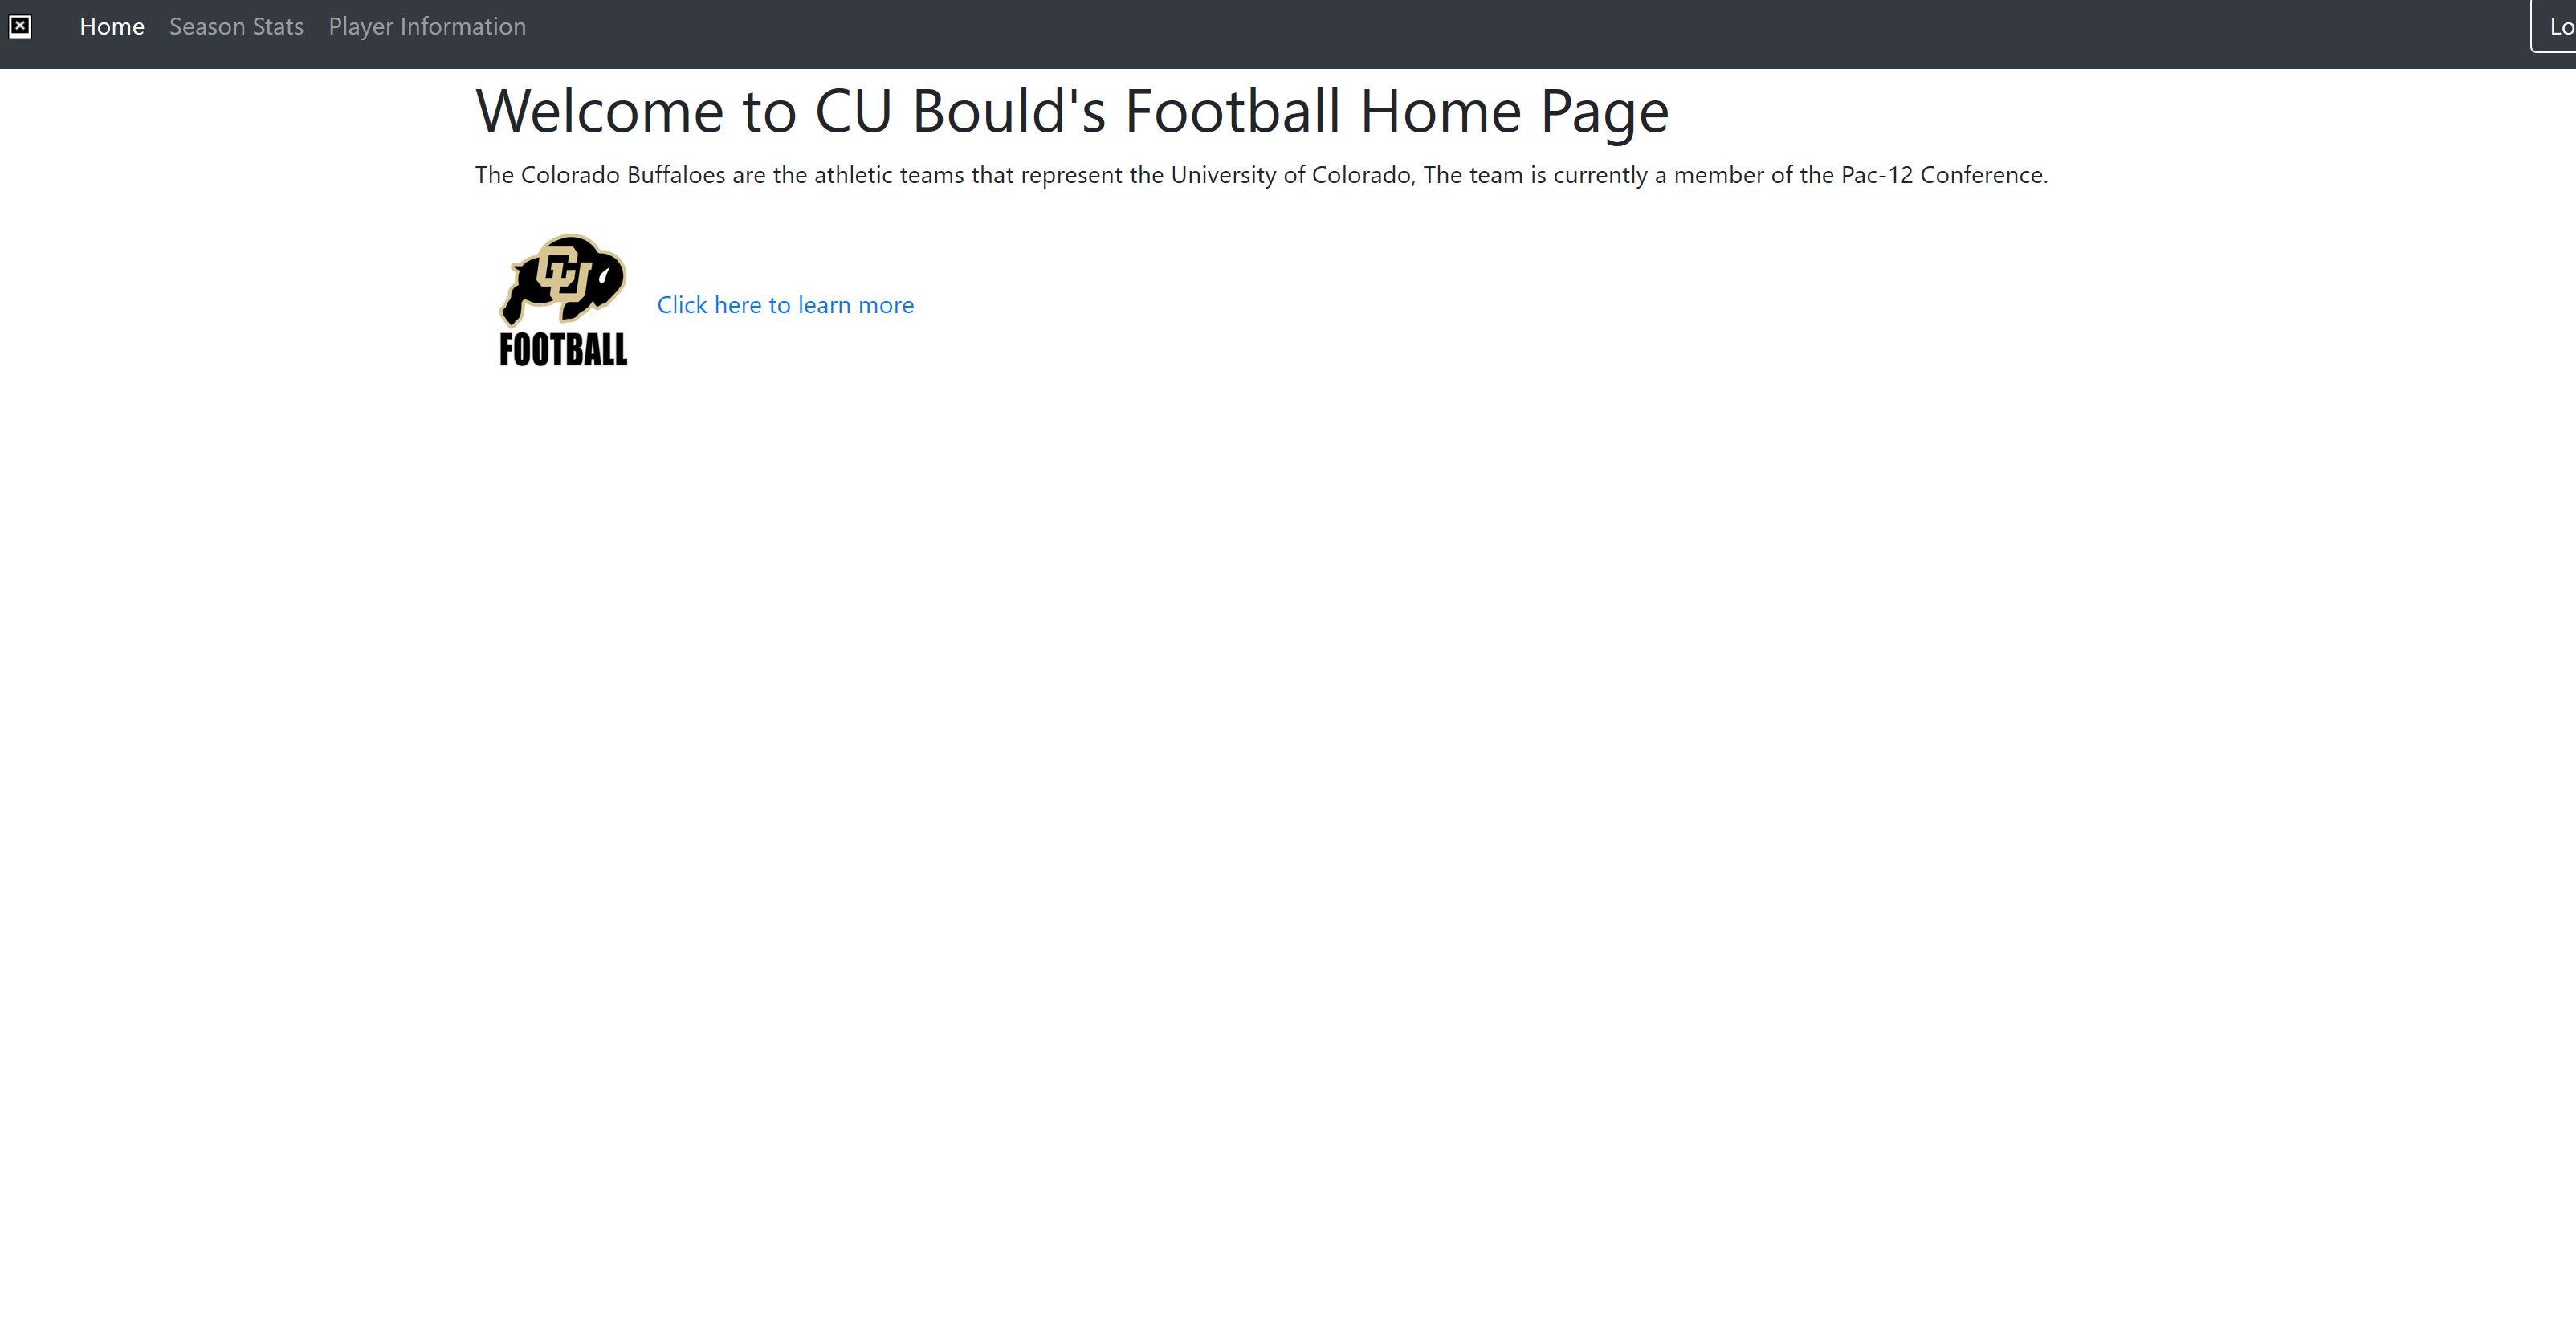 Home Season Stats Player Information Lo
Welcome to CU Bould's Football Home Page
The Colorado Buffaloes are the athletic teams that represent the University of Colorado, The team is currently a member of the Pac-12 Conference.
CU
Click here to learn more
FOOTBALL